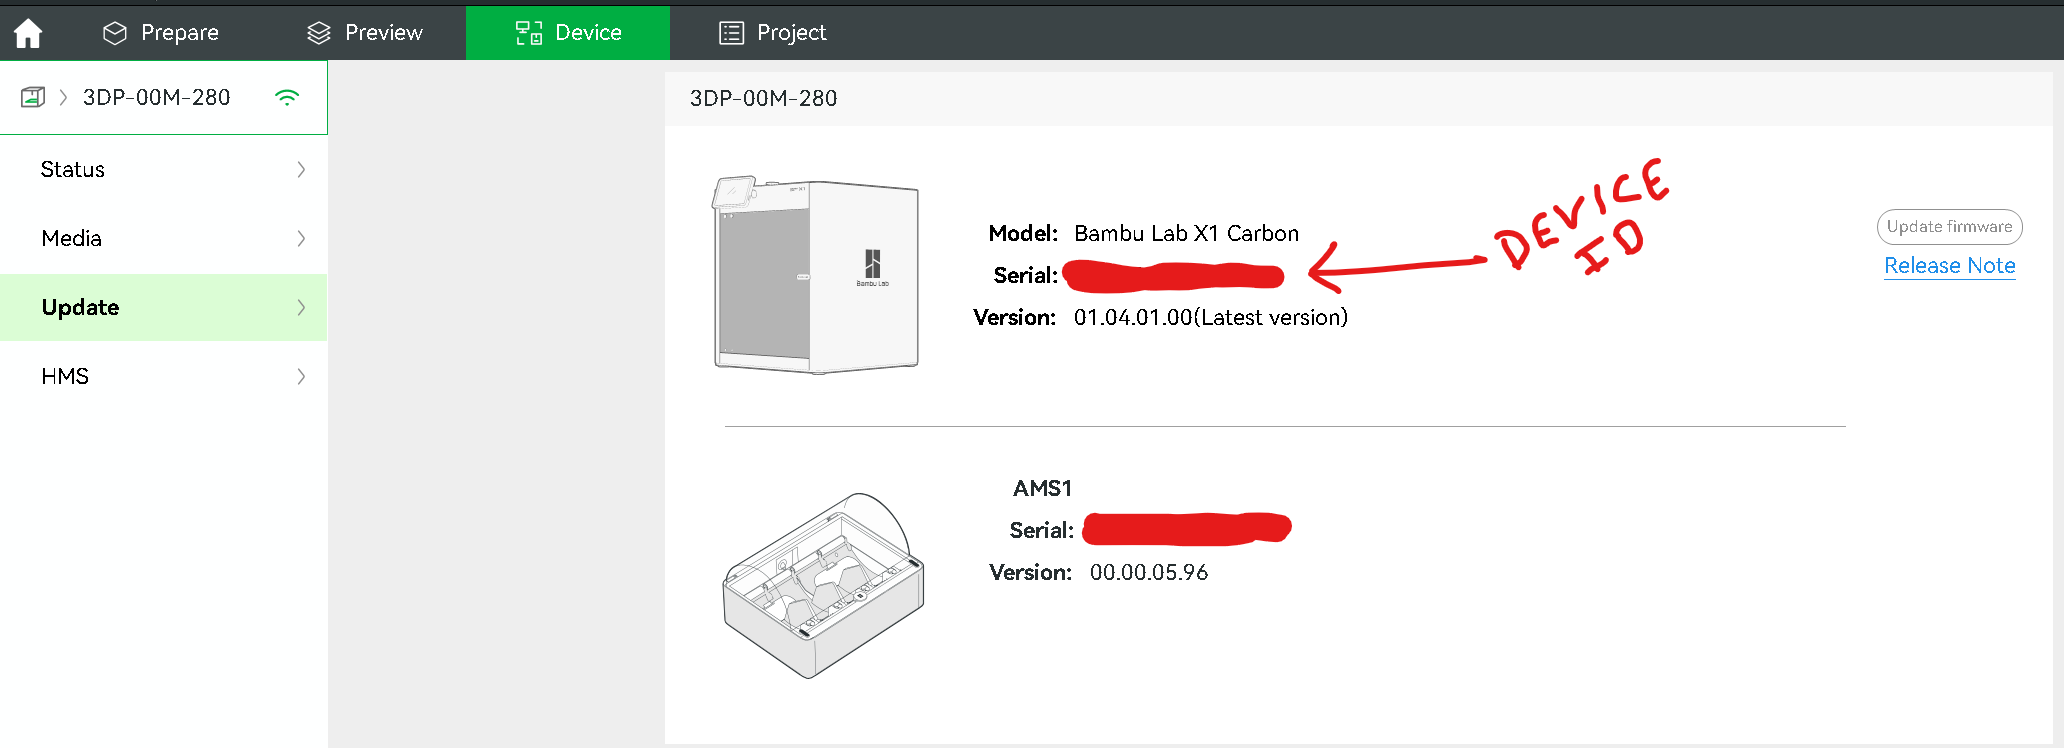 Prepare
Preview
Device
Project
3DP-00M-280
Status
Media
Update
HMS
3DP-00M-280
Bambu Lab
Model: Bambu Lab X1 Carbon
Serial:
Version: 01.04.01.00(Latest version)
DEVICE
ID
Update firmware
Release Note
AMS1
Serial:
Version: 00.00.05.96